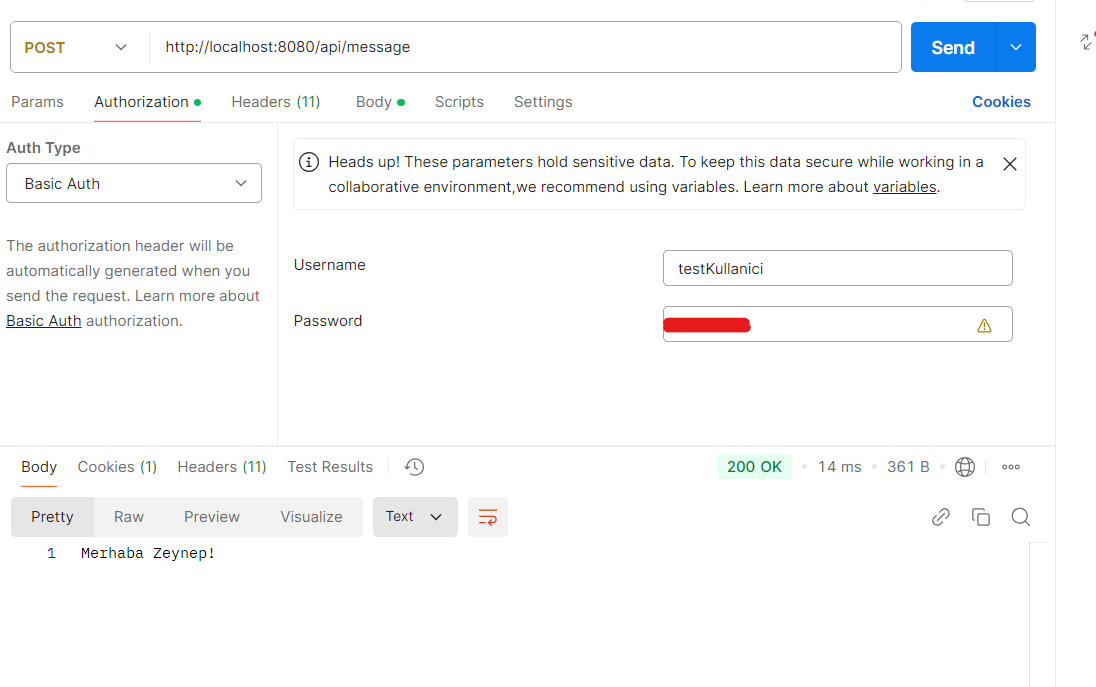 POST http://localhost:8080/api/message Send
Params Authorization Headers (11) Body Scripts Settings Cookies
Auth Type
Basic Auth
The authorization header will be
automatically generated when you
send the request. Learn more about
Basic Auth authorization.
Heads up! These parameters hold sensitive data. To keep this data secure while working in a
collaborative environment,we recommend using variables. Learn more about variables.
Username testKullanici
Password
Body Cookies (1) Headers (11) Test Results 200 OK 14 ms 361 B
Pretty Raw Preview Visualize Text
1 Merhaba Zeynep!